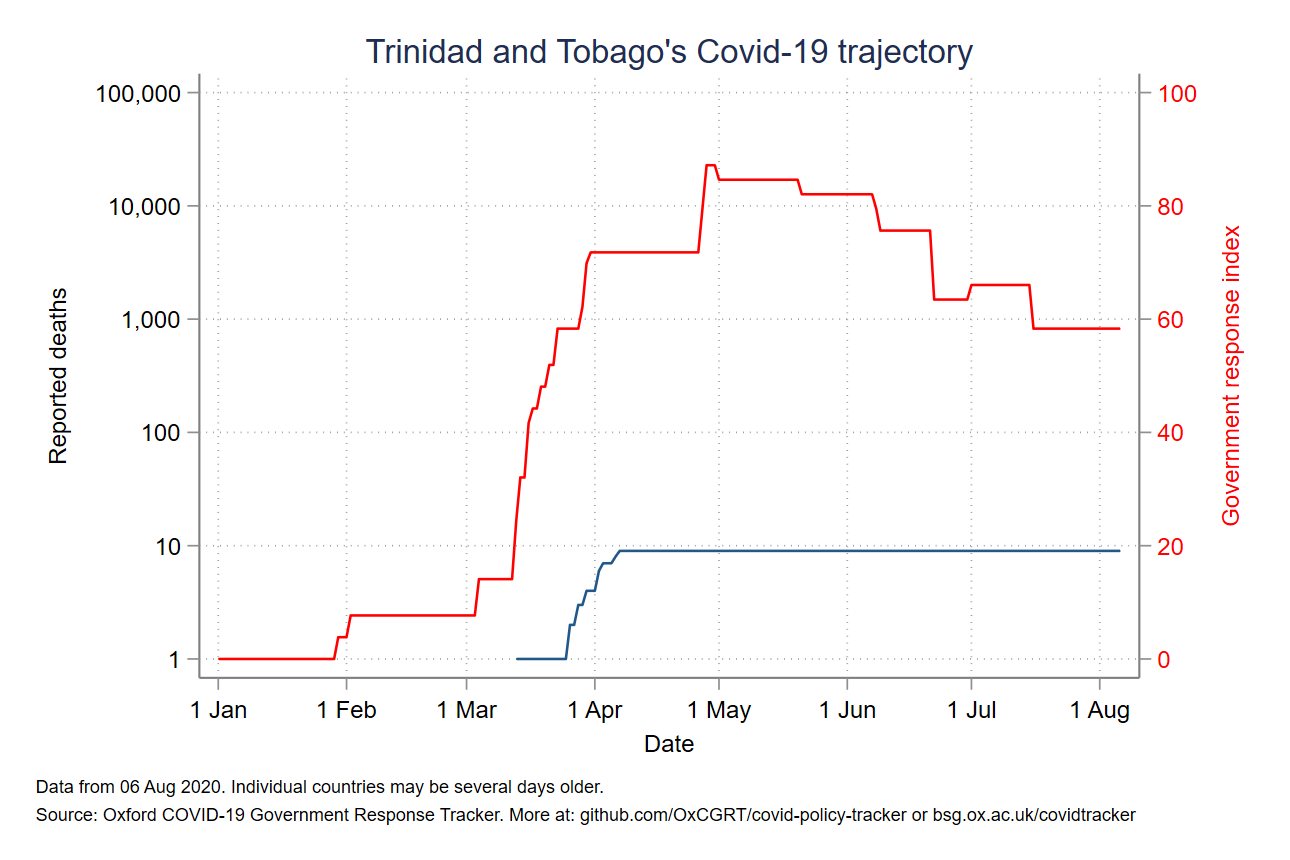 Trinidad and Tobago's Covid-19 trajectory
100,000
10,000
1,000
100
10
1
Reported deaths
100
80
60
40
20
0
Government response index
1 Jan 1 Feb 1 Mar 1 Apr 1 May 1 Jun 1 Jul 1 Aug
Date
Data from 06 Aug 2020. Individual countries may be several days older.
Source: Oxford COVID-19 Government Response Tracker. More at: github.com/OxCGRT/covid-policy-tracker or bsg.ox.ac.uk/covidtracker